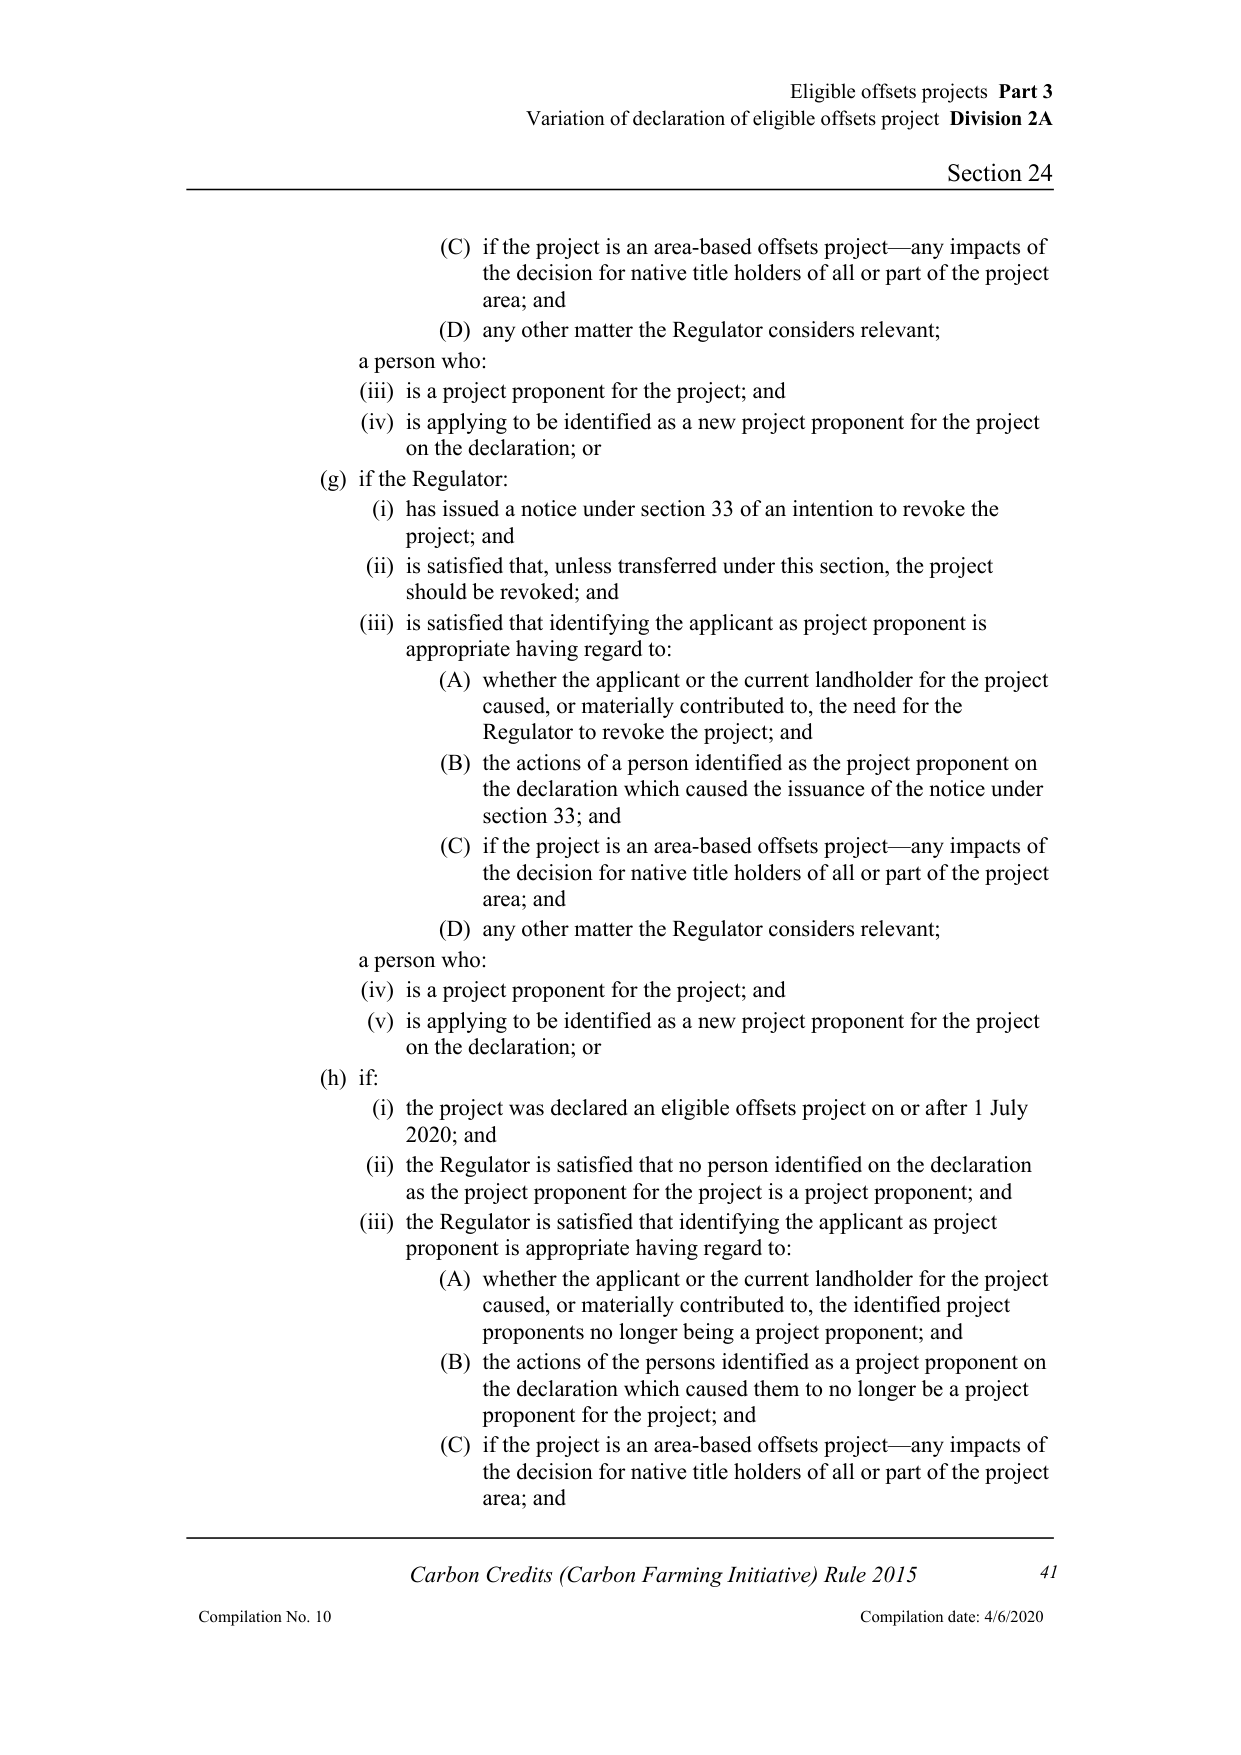 Eligible offsets projects Part 3
Variation of declaration of eligible offsets project Division 2A
Section 24
(C) if the project is an area-based offsets project—any impacts of
the decision for native title holders of all or part of the project
area; and
(D) any other matter the Regulator considers relevant;
a person who:
(iii) is a project proponent for the project; and
(iv) is applying to be identified as a new project proponent for the project
on the declaration; or
(g) if the Regulator:
(i) has issued a notice under section 33 of an intention to revoke the
project; and
(ii) is satisfied that, unless transferred under this section, the project
should be revoked; and
(iii) is satisfied that identifying the applicant as project proponent is
appropriate having regard to:
(A) whether the applicant or the current landholder for the project
caused, or materially contributed to, the need for the
Regulator to revoke the project; and
(B) the actions of a person identified as the project proponent on
the declaration which caused the issuance of the notice under
section 33; and
(C) if the project is an area-based offsets project—any impacts of
the decision for native title holders of all or part of the project
area; and
(D) any other matter the Regulator considers relevant;
a person who:
(iv) is a project proponent for the project; and
(v) is applying to be identified as a new project proponent for the project
on the declaration; or
(h) if:
(i) the project was declared an eligible offsets project on or after 1 July
2020; and
(ii) the Regulator is satisfied that no person identified on the declaration
as the project proponent for the project is a project proponent; and
(iii) the Regulator is satisfied that identifying the applicant as project
proponent is appropriate having regard to:
(A) whether the applicant or the current landholder for the project
caused, or materially contributed to, the identified project
proponents no longer being a project proponent; and
(B) the actions of the persons identified as a project proponent on
the declaration which caused them to no longer be a project
proponent for the project; and
(C) if the project is an area-based offsets project—any impacts of
the decision for native title holders of all or part of the project
area; and
Carbon Credits (Carbon Farming Initiative) Rule 2015 41
Compilation No. 10 Compilation date: 4/6/2020